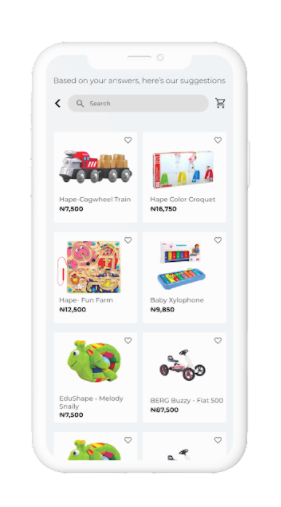 Based on your answers, here's our suggestions
Search
Hape-Cogwheel Train
₦7,500
Hape Color Croquet
₦16,750
Hape- Fun Farm
₦12,500
Baby Xylophone
₦9,850
EduShape - Melody
Snaily
₦7,500
BERG Buzzy - Fiat 500
₦67,500